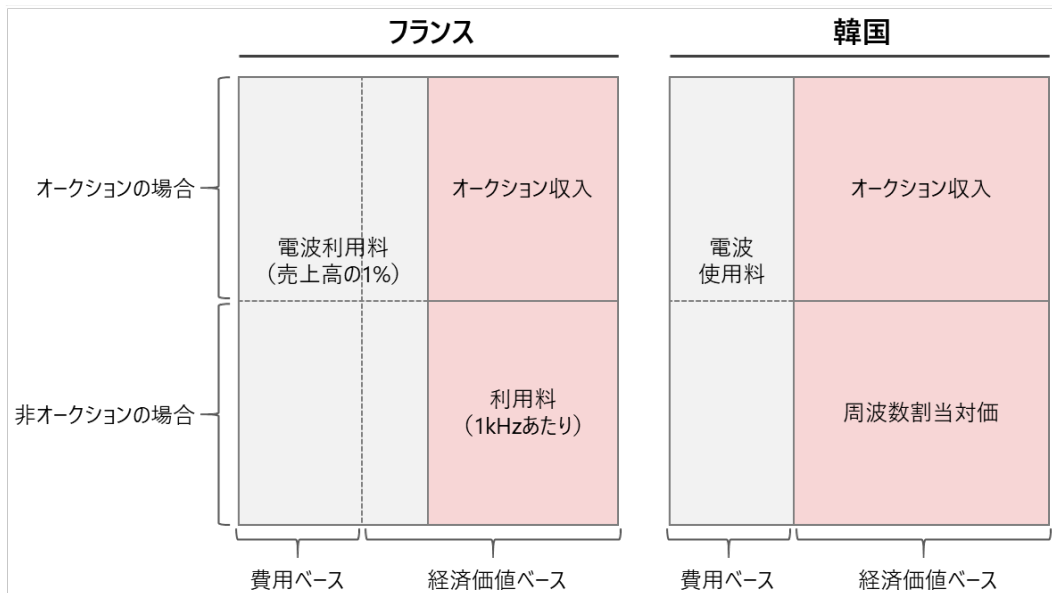 フランス
韓国
オークションの場合
オークション収入
オークション収入
電波利用料
（売上高の1%）
電波
使用料
非オークションの場合
利用料
（1kHzあたり）
周波数割当対価
費用ベース
経済価値ベース
費用ベース
経済価値ベース